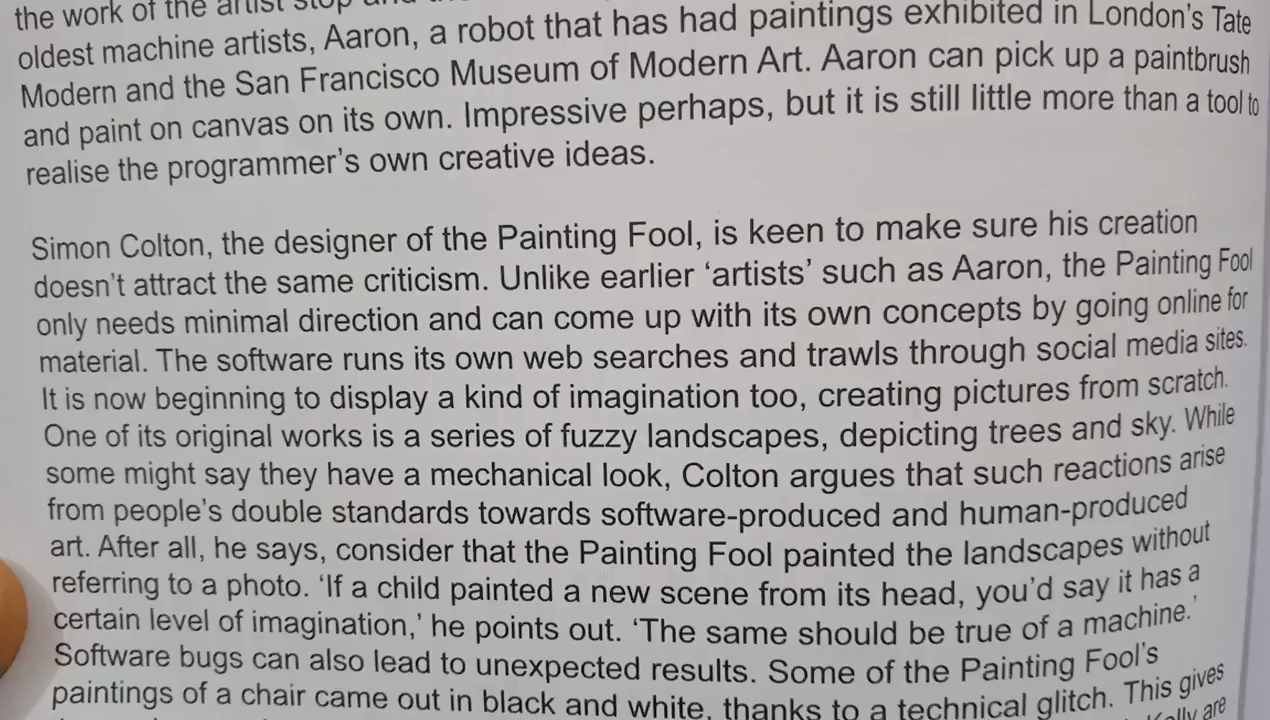 the work of the artist stop and
oldest machine artists, Aaron, a robot that has had paintings exhibited in London's Tate
Modern and the San Francisco Museum of Modern Art. Aaron can pick up a paintbrush
and paint on canvas on its own. Impressive perhaps, but it is still little more than a tool to
realise the programmer's own creative ideas.
Simon Colton, the designer of the Painting Fool, is keen to make sure his creation
doesn't attract the same criticism. Unlike earlier 'artists' such as Aaron, the Painting Fool
only needs minimal direction and can come up with its own concepts by going online for
material. The software runs its own web searches and trawls through social media sites.
It is now beginning to display a kind of imagination too, creating pictures from scratch.
One of its original works is a series of fuzzy landscapes, depicting trees and sky. While
some might say they have a mechanical look, Colton argues that such reactions arise
from people's double standards towards software-produced and human-produced
art. After all, he says, consider that the Painting Fool painted the landscapes without
referring to a photo. 'If a child painted a new scene from its head, you'd say it has a
certain level of imagination,' he points out. 'The same should be true of a machine.'
Software bugs can also lead to unexpected results. Some of the Painting Fool's
paintings of a chair came out in black and white, thanks to a technical glitch. This gives
are